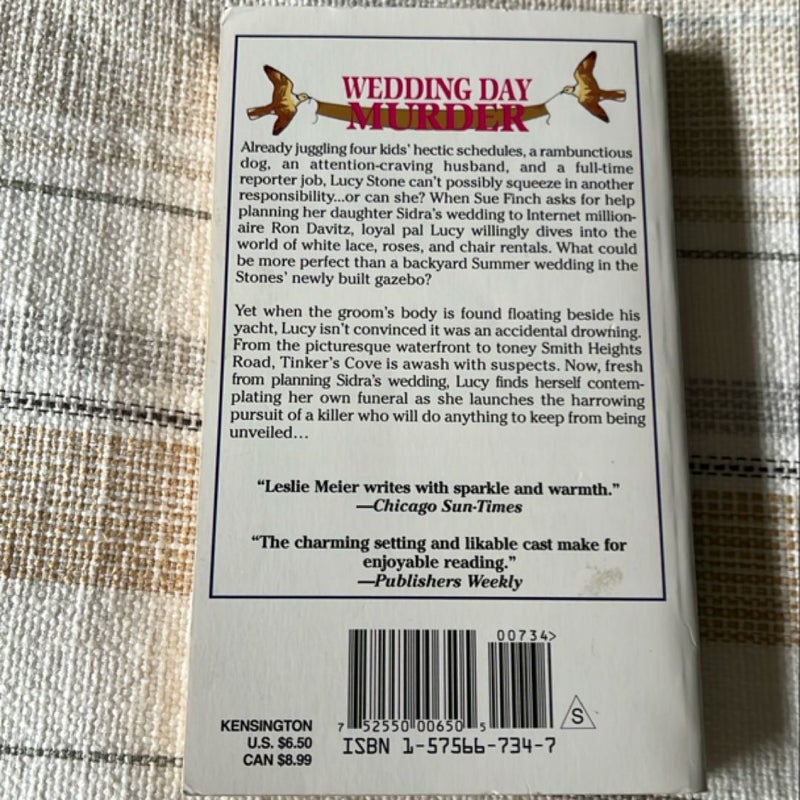 WEDDING DAY
MURDER
Already juggling four kids' hectic schedules, a rambunctious
dog, an attention-craving husband, and a full-time
reporter job, Lucy Stone can't possibly squeeze in another
responsibility...or can she? When Sue Finch asks for help
planning her daughter Sidra's wedding to Internet million-
aire Ron Davitz, loyal pal Lucy willingly dives into the
world of white lace, roses, and chair rentals. What could
be more perfect than a backyard Summer wedding in the
Stones' newly built gazebo?
Yet when the groom's body is found floating beside his
yacht, Lucy isn't convinced it was an accidental drowning.
From the picturesque waterfront to toney Smith Heights
Road, Tinker's Cove is awash with suspects. Now, fresh
from planning Sidra's wedding, Lucy finds herself contem-
plating her own funeral as she launches the harrowing
pursuit of a killer who will do anything to keep from being
unveiled...
"Leslie Meier writes with sparkle and warmth."
—Chicago Sun-Times
"The charming setting and likable cast make for
enjoyable reading."
—Publishers Weekly
00734>
S
KENSINGTON
U.S. $6.50
CAN $8.99
7 52550 00650 5
ISBN 1-57566-734-7